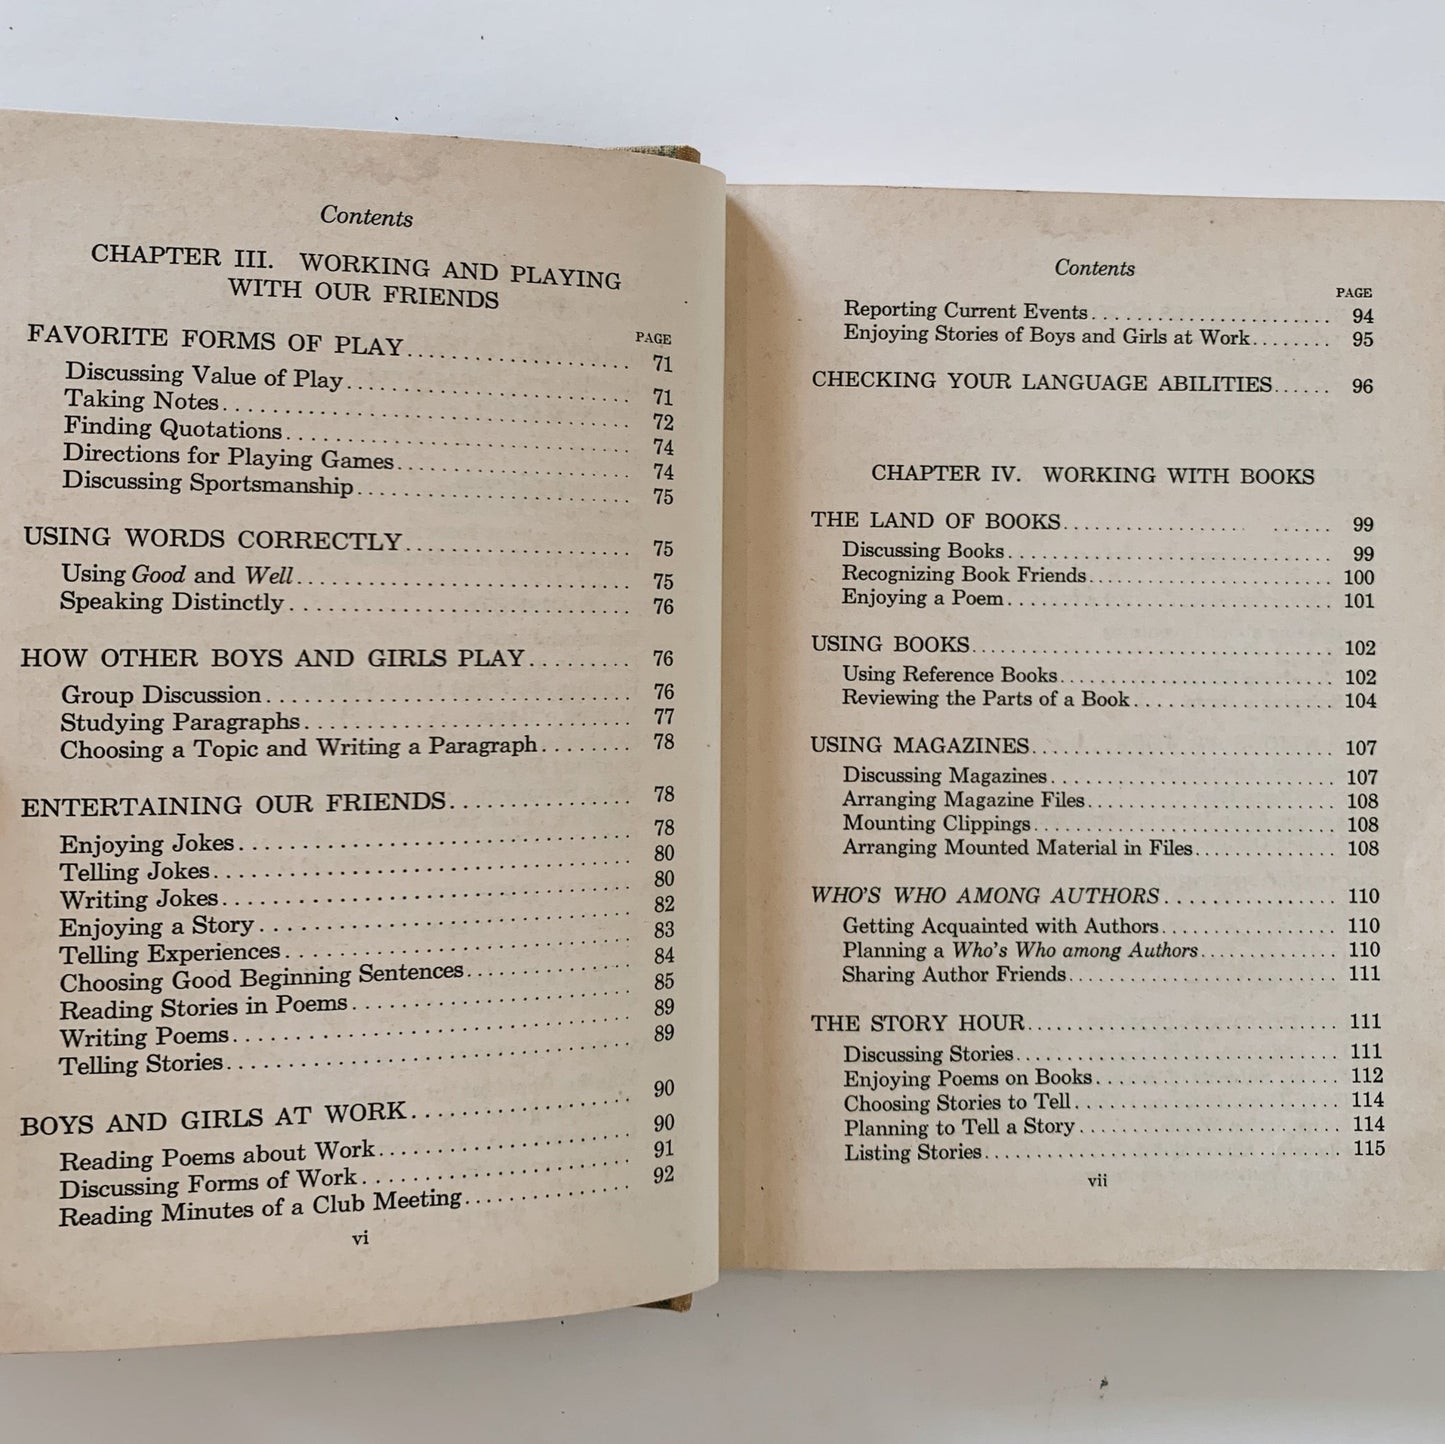 Contents
CHAPTER III. WORKING AND PLAYING
WITH OUR FRIENDS
PAGE
FAVORITE FORMS OF PLAY 71
Discussing Value of Play 71
Taking Notes 72
Finding Quotations 74
Directions for Playing Games 74
Discussing Sportsmanship 75
USING WORDS CORRECTLY 75
Using Good and Well 75
Speaking Distinctly 76
HOW OTHER BOYS AND GIRLS PLAY 76
Group Discussion 76
Studying Paragraphs 77
Choosing a Topic and Writing a Paragraph 78
ENTERTAINING OUR FRIENDS 78
Enjoying Jokes 78
Telling Jokes 80
Writing Jokes 80
Enjoying a Story 82
Telling Experiences 83
Choosing Good Beginning Sentences 84
Reading Stories in Poems 85
Writing Poems 89
Telling Stories 89
BOYS AND GIRLS AT WORK 90
Reading Poems about Work 90
Discussing Forms of Work 91
Reading Minutes of a Club Meeting 92
vi
Contents
PAGE
Reporting Current Events 94
Enjoying Stories of Boys and Girls at Work 95
CHECKING YOUR LANGUAGE ABILITIES 96
CHAPTER IV. WORKING WITH BOOKS
THE LAND OF BOOKS 99
Discussing Books 99
Recognizing Book Friends 100
Enjoying a Poem 101
USING BOOKS 102
Using Reference Books 102
Reviewing the Parts of a Book 104
USING MAGAZINES 107
Discussing Magazines 107
Arranging Magazine Files 108
Mounting Clippings 108
Arranging Mounted Material in Files 108
WHO'S WHO AMONG AUTHORS 110
Getting Acquainted with Authors 110
Planning a Who's Who among Authors 110
Sharing Author Friends 111
THE STORY HOUR 111
Discussing Stories 111
Enjoying Poems on Books 112
Choosing Stories to Tell 114
Planning to Tell a Story 114
Listing Stories 115
vii